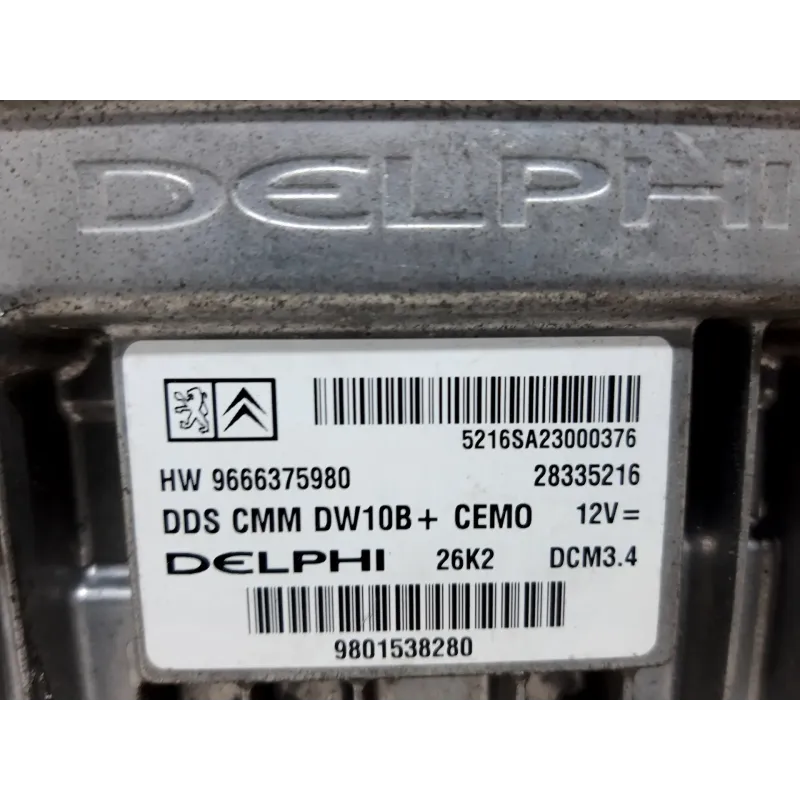 DELPHI
5216SA23000376
HW 9666375980 28335216
DDS CMM DW10B+ CEMO 12V=
DELPHI 26K2 DCM3.4
9801538280